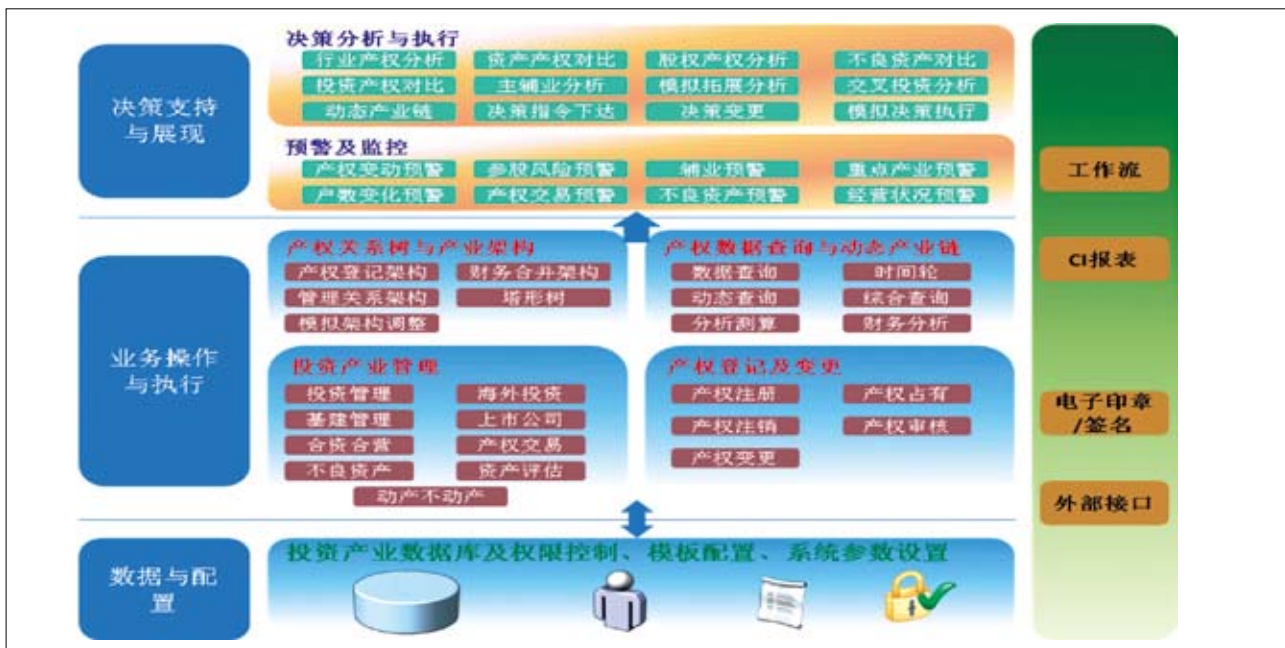 决策支持
与展现
决策分析与执行
行业产权分析 资产产权对比 股权产权分析 不良资产对比
投资产权对比 主辅业分析 模拟拓展分析 交叉投资分析
动态产业链 决策指令下达 决策变更 模拟决策执行
预警及监控
产权变动预警 参股风险预警 辅业预警 重点产业预警
户数变化预警 产权交易预警 不良资产预警 经营状况预警
业务操作
与执行
产权关系树与产业架构
产权登记架构 财务合并架构
管理关系架构 塔形树
模拟架构调整
产权数据查询与动态产业链
数据查询 时间轮
动态查询 综合查询
分析测算 财务分析
投资产业管理
投资管理 海外投资
基建管理 上市公司
合资合营 产权交易
不良资产 资产评估
动产不动产
产权登记及变更
产权注册 产权占有
产权注销 产权审核
产权变更
数据与配
置
投资产业数据库及权限控制、模板配置、系统参数设置
工作流
CI报表
电子印章
/签名
外部接口